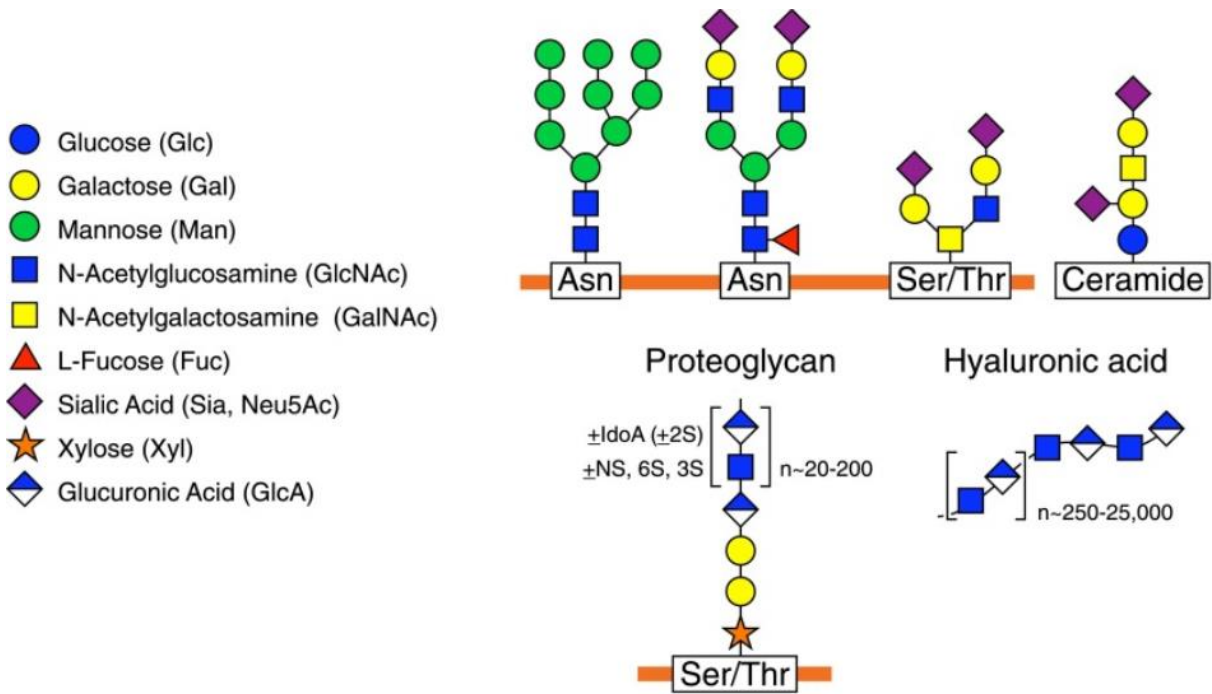 Glucose (Glc)
Galactose (Gal)
Mannose (Man)
N-Acetylglucosamine (GlcNAc)
N-Acetylgalactosamine  (GalNAc)
L-Fucose (Fuc)
Sialic Acid (Sia, Neu5Ac)
Xylose (Xyl)
Glucuronic Acid (GlcA)
Asn
Asn
Ser/Thr
Ceramide
Proteoglycan
±IdoA (±2S)
±NS, 6S, 3S
n~20-200
Ser/Thr
Hyaluronic acid
n~250-25,000